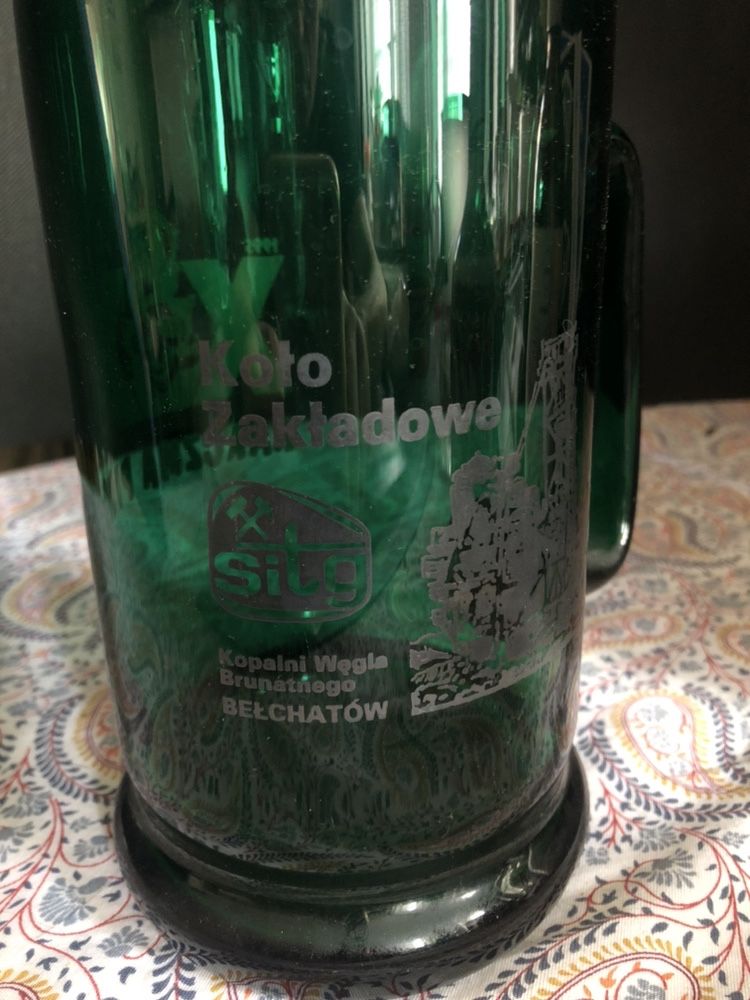 Koło
Zakładowe
sitg
Kopalni Węgla
Brunatnego
BEŁCHATÓW